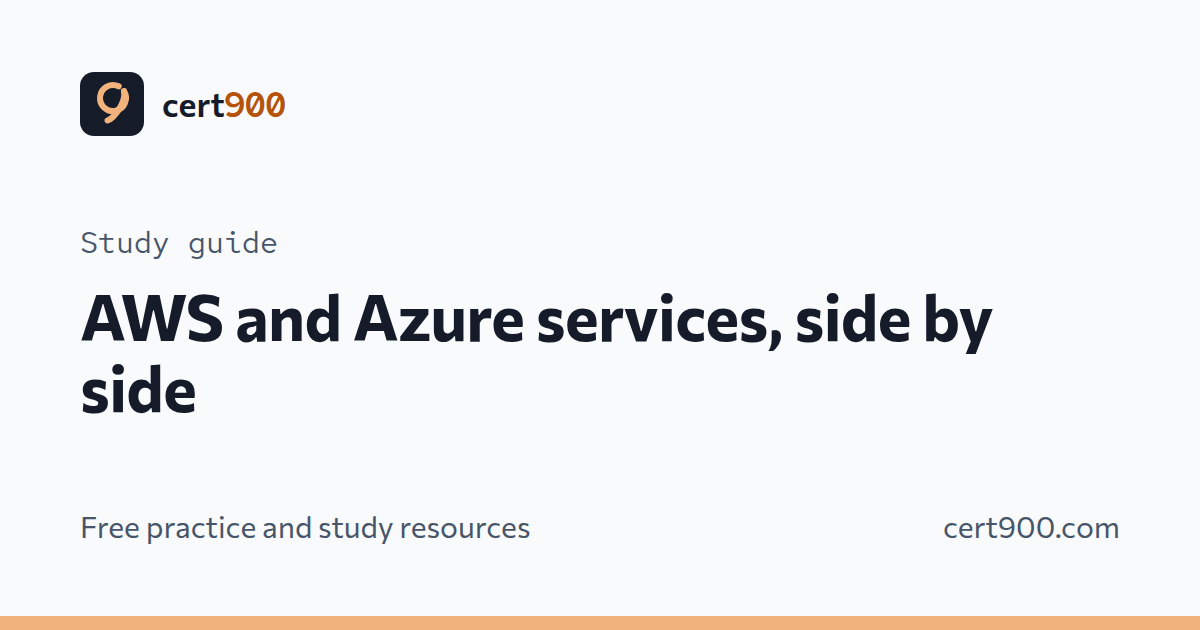 cert900
Study guide
AWS and Azure services, side by
side
Free practice and study resources
cert900.com